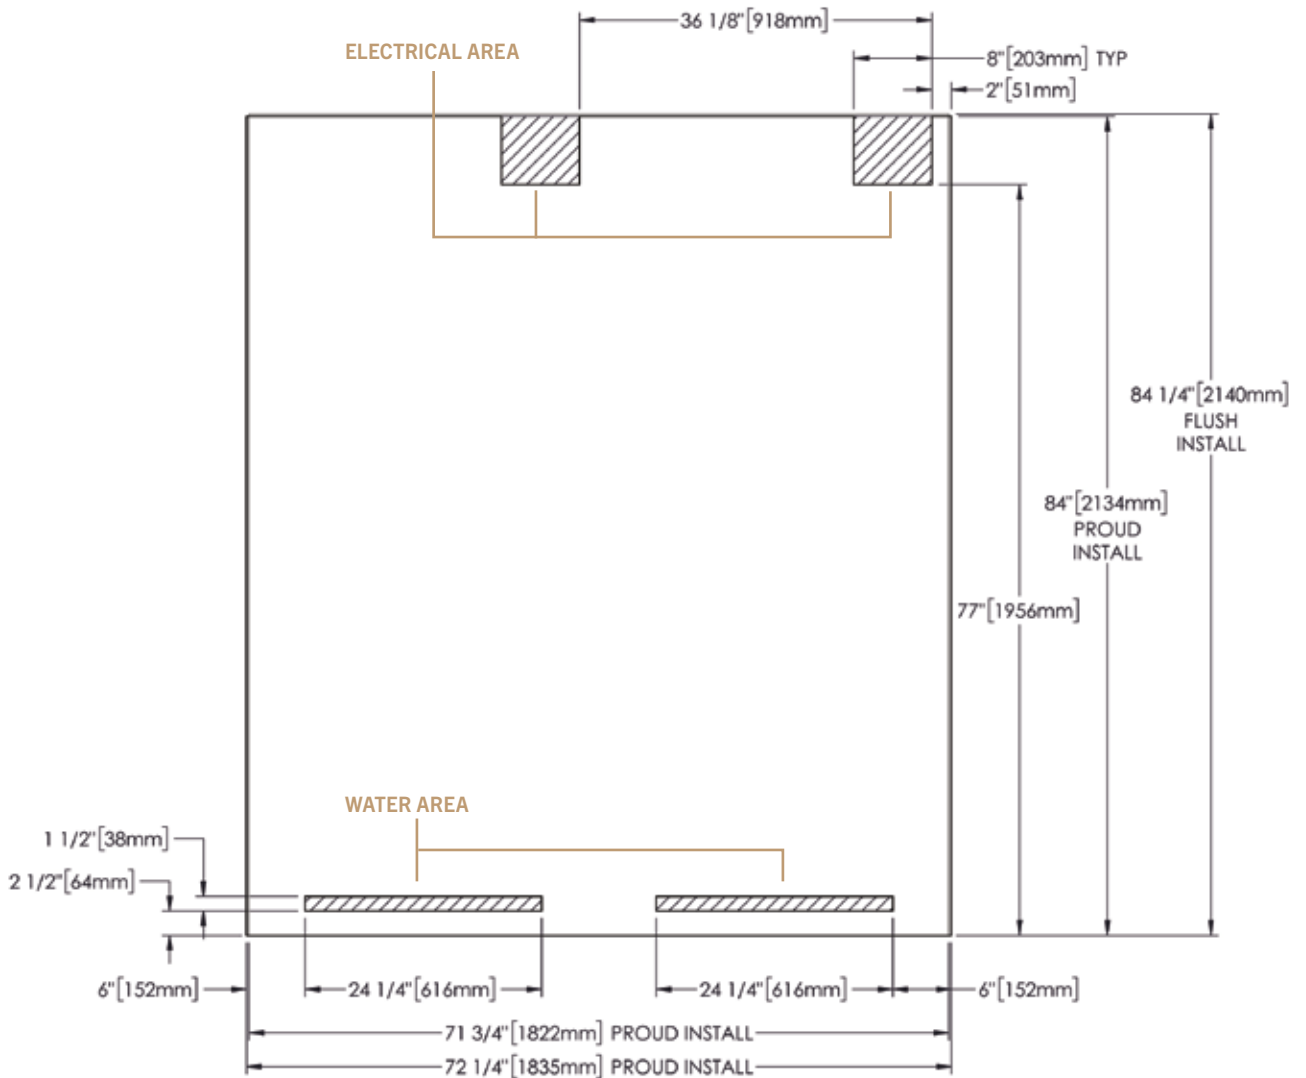 36 1/8"[918mm]
ELECTRICAL AREA
8"[203mm] TYP
2"[51mm]
84 1/4"[2140mm]
FLUSH
INSTALL
84"[2134mm]
PROUD
INSTALL
77"[1956mm]
WATER AREA
1 1/2"[38mm]
2 1/2"[64mm]
6"[152mm]
24 1/4"[616mm]
24 1/4"[616mm]
6"[152mm]
71 3/4"[1822mm] PROUD INSTALL
72 1/4"[1835mm] PROUD INSTALL